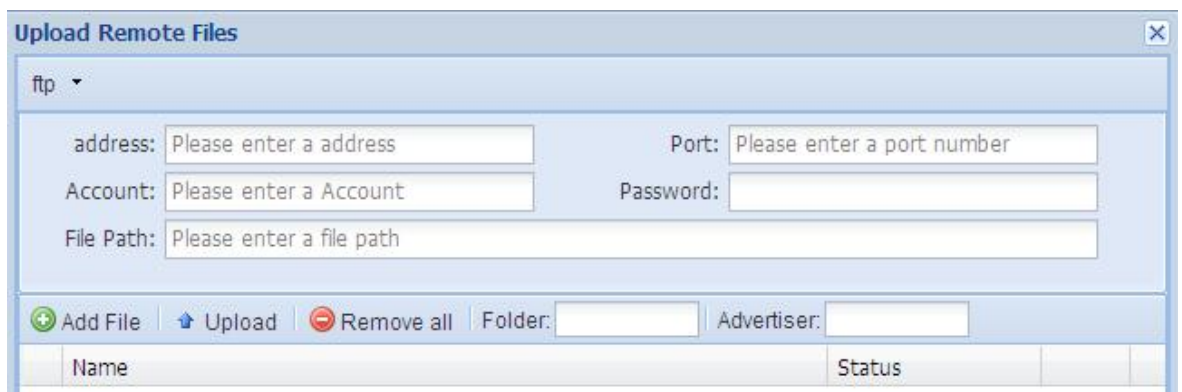 Upload Remote Files
ftp
address: Please enter a address Port: Please enter a port number
Account: Please enter a Account Password:
File Path: Please enter a file path
Add File Upload Remove all Folder: Advertiser:
Name Status